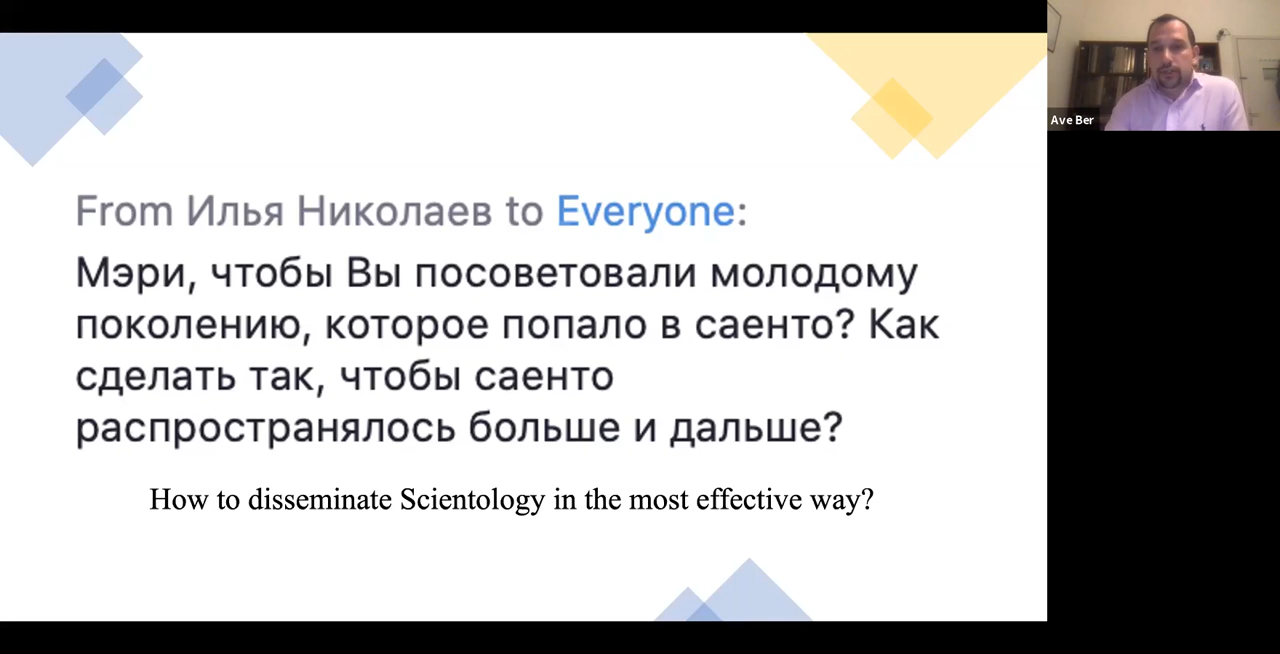 From Илья Николаев to Everyone:
Мэри, чтобы Вы посоветовали молодому
поколению, которое попало в саенто? Как
сделать так, чтобы саенто
распространялось больше и дальше?
How to disseminate Scientology in the most effective way?
Ave Ber